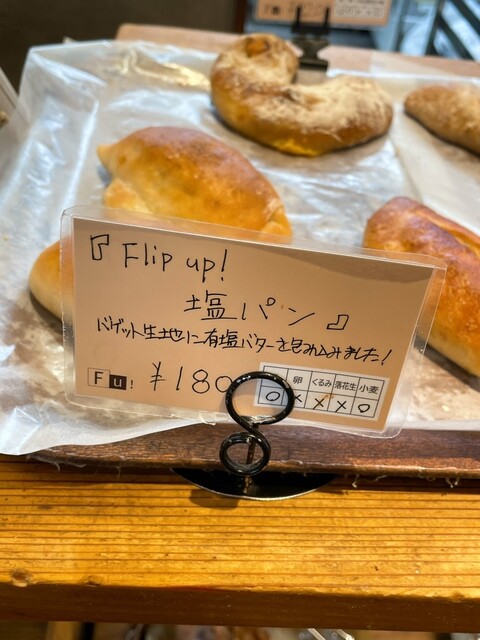 『Flip up!
塩パン』
バゲット生地に有塩バターを包み込みました!
Fu! ¥180
卵 くるみ 落花生 小麦
○ × × × ○